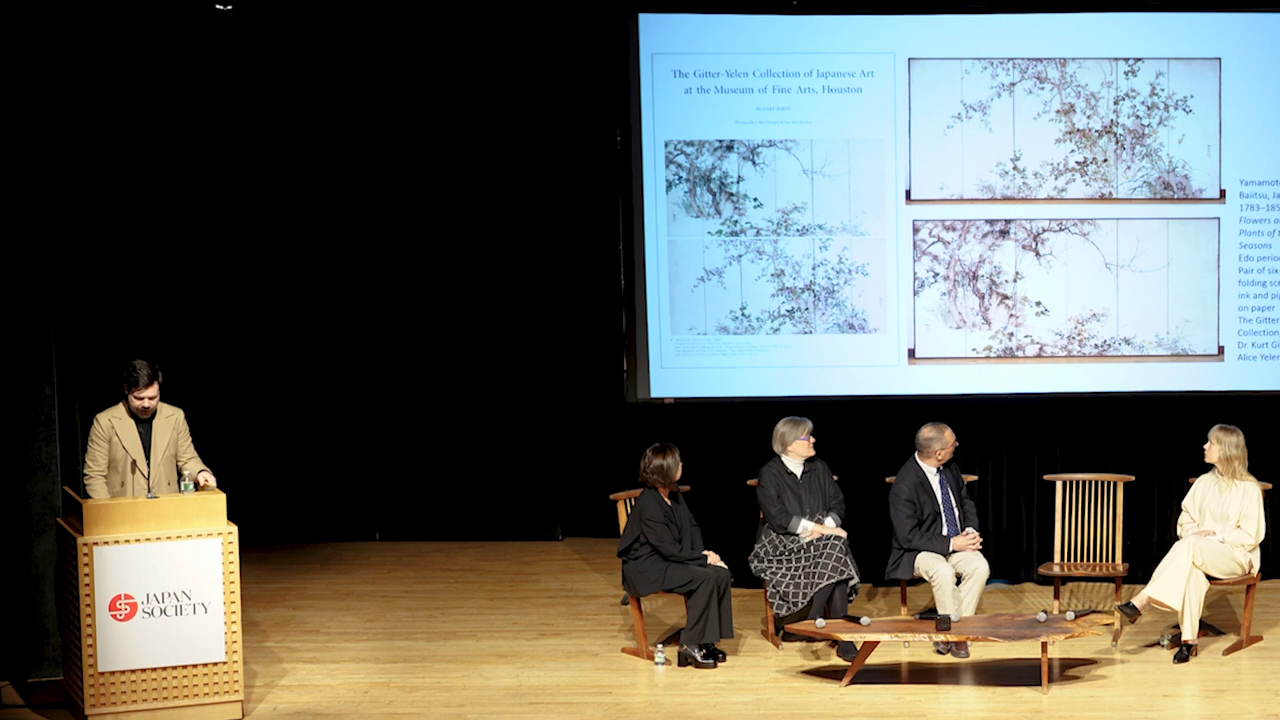 The Gitter-Yelen Collection of Japanese Art
at the Museum of Fine Arts, Houston
Yamamoto
Baiitsu, Ja
1783–185
Flowers a
Plants of t
Seasons
Edo perio
Pair of six-
folding scr
ink and pi
on paper
The Gitter
Collection,
Dr. Kurt Gi
Alice Yeler
JAPAN
SOCIETY